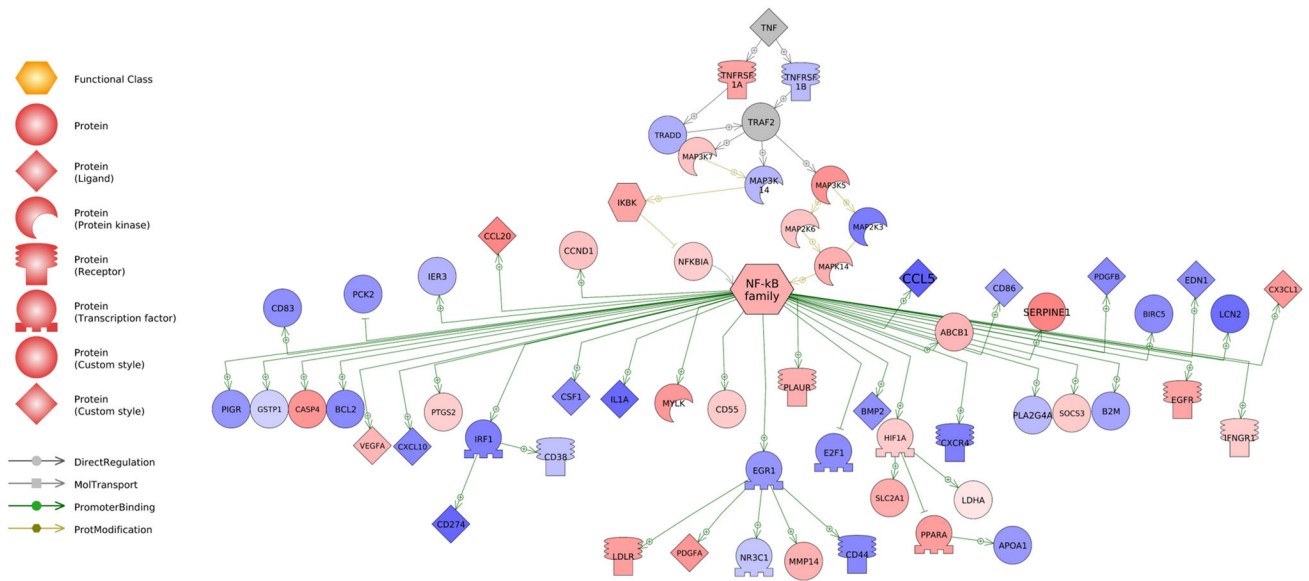 TNF
TNFRSF
1A
TNFRSF
1B
Functional Class
Protein
TRADD
TRAF2
MAP3K7
Protein
(Ligand)
MAP3K
14
MAP3K5
Protein
(Protein kinase)
IKBK
MAP2K6
MAP2K3
CCL20
CCND1
NFKBIA
MAPK14
Protein
(Receptor)
IER3
PCK2
CD83
NF-kB
family
CCL5
CD86
PDGFB
EDN1
CX3CL1
Protein
(Transcription factor)
ABCB1
SERPINE1
BIRC5
LCN2
Protein
(Custom style)
Protein
(Custom style)
PIGR
GSTP1
CASP4
BCL2
VEGFA
CXCL10
PTGS2
IRF1
CD38
CD274
CSF1
IL1A
MYLK
CD55
PLAUR
EGR1
E2F1
BMP2
HIF1A
CXCR4
PLA2G4A
SOCS3
B2M
EGFR
IFNGR1
SLC2A1
LDHA
LDLR
PDGFA
NR3C1
MMP14
CD44
PPARA
APOA1
DirectRegulation
MolTransport
PromoterBinding
ProtModification